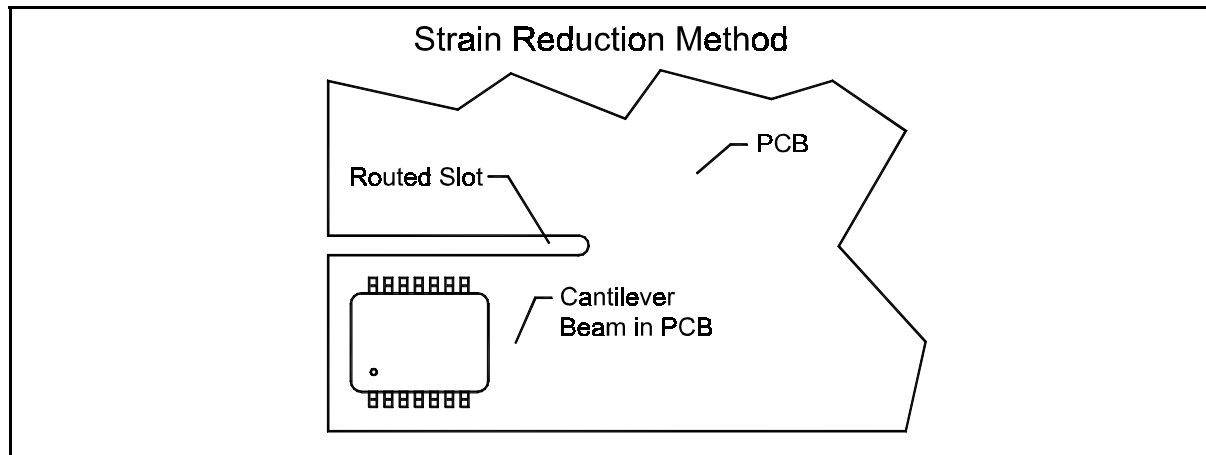 Strain Reduction Method
PCB
Routed Slot
Cantilever
Beam in PCB